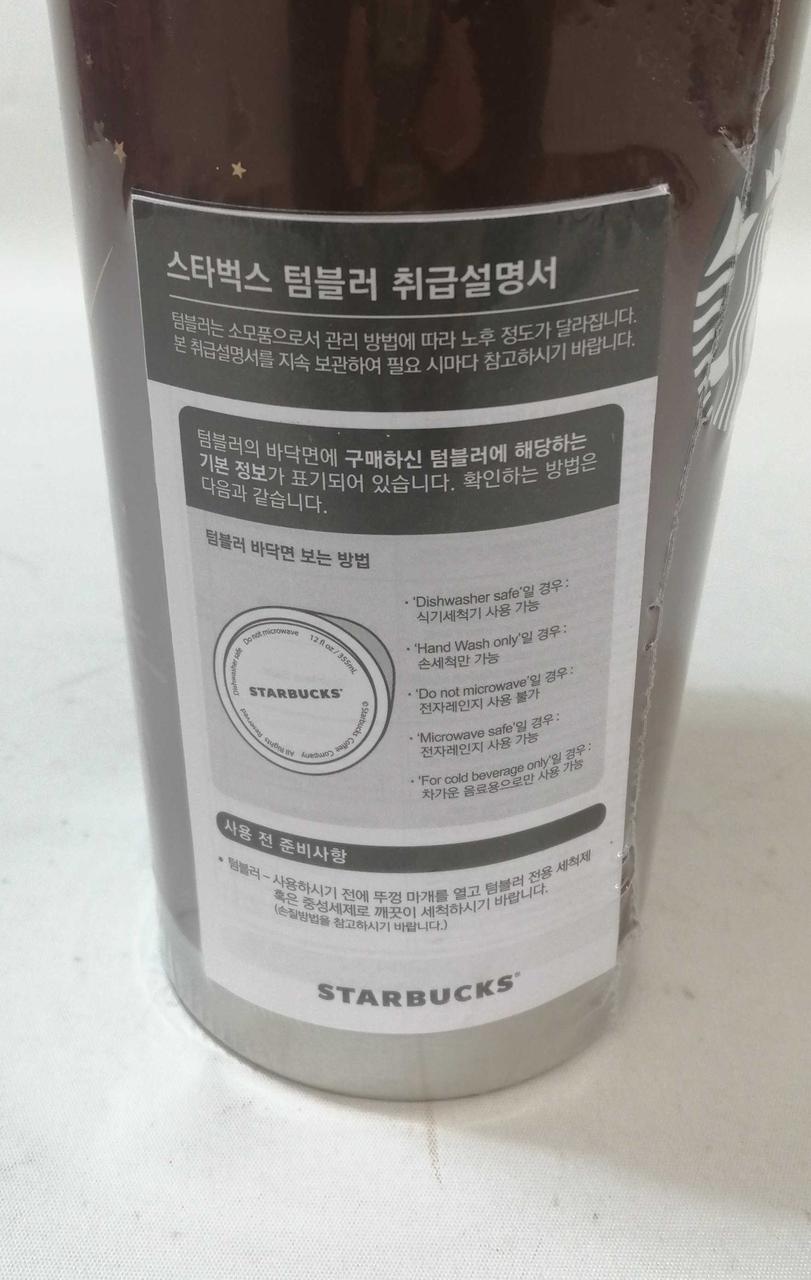 스타벅스 텀블러 취급설명서
텀블러는 소모품으로서 관리 방법에 따라 노후 정도가 달라집니다.
본 취급설명서를 지속 보관하여 필요 시마다 참고하시기 바랍니다.
텀블러의 바닥면에 구매하신 텀블러에 해당하는
기본 정보가 표기되어 있습니다. 확인하는 방법은
다음과 같습니다.
텀블러 바닥면 보는 방법
Dishwasher safe Do not microwave 12 fl oz / 355mL
STARBUCKS®
©Starbucks Coffee Company All Rights Reserved
• 'Dishwasher safe'일 경우 :
식기세척기 사용 가능
• 'Hand Wash only'일 경우 :
손세척만 가능
• 'Do not microwave'일 경우 :
전자레인지 사용 불가
• 'Microwave safe'일 경우 :
전자레인지 사용 가능
• 'For cold beverage only'일 경우 :
차가운 음료용으로만 사용 가능
사용 전 준비사항
• 텀블러 – 사용하시기 전에 뚜껑 마개를 열고 텀블러 전용 세척제
혹은 중성세제로 깨끗이 세척하시기 바랍니다.
(손질방법을 참고하시기 바랍니다.)
STARBUCKS®